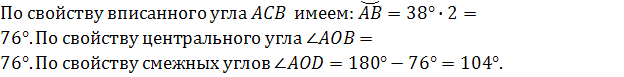 По свойству вписанного угла ACB имеем: A͝B = 38° · 2 =
76°. По свойству центрального угла ∠AOB =
76°. По свойству смежных углов ∠AOD = 180° − 76° = 104°.